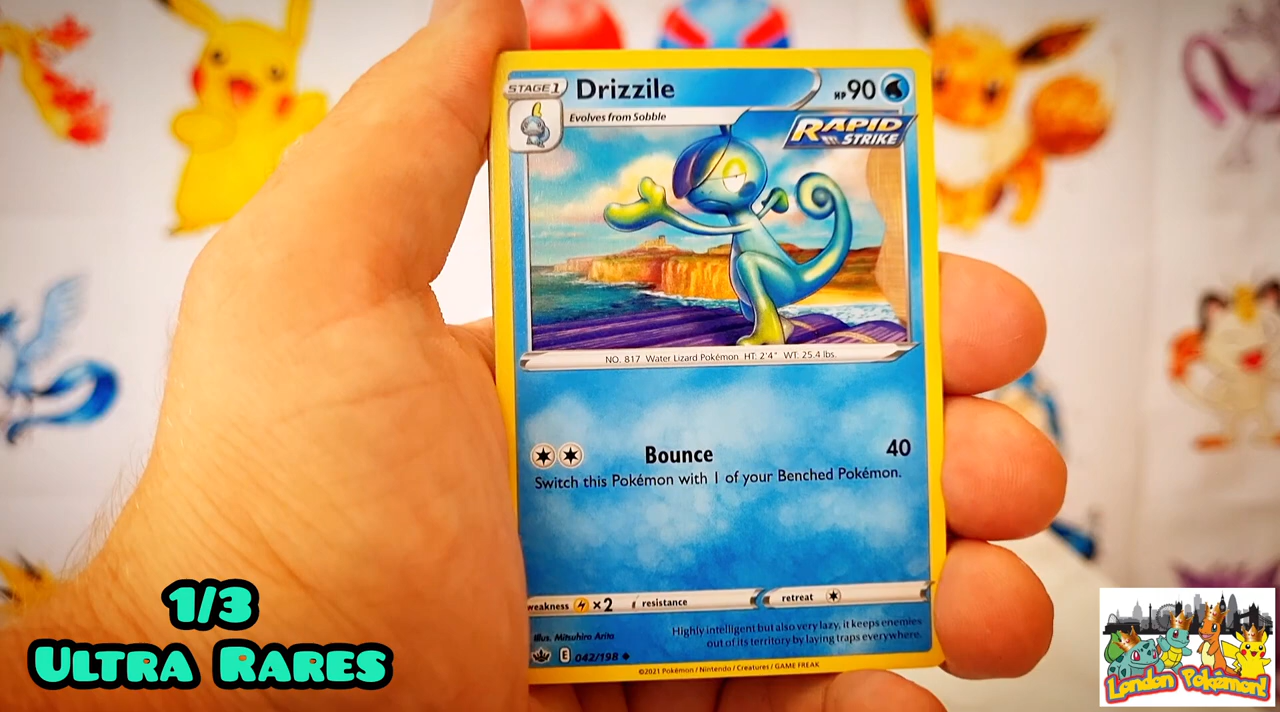 STAGE 1 Drizzile HP 90
Evolves from Sobble
RAPID
STRIKE
NO. 817 Water Lizard Pokémon HT: 2'4" WT: 25.4 lbs.
Bounce 40
Switch this Pokémon with 1 of your Benched Pokémon.
weakness ×2 resistance retreat
Illus. Mitsuhiro Arita
Highly intelligent but also very lazy, it keeps enemies
out of its territory by laying traps everywhere.
E 042/198
©2021 Pokémon / Nintendo / Creatures / GAME FREAK
1/3
Ultra Rares
London Pokémon!